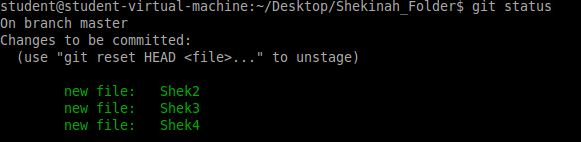 student@student-virtual-machine:~/Desktop/Shekinah_Folder$ git status
On branch master
Changes to be committed:
  (use "git reset HEAD <file>..." to unstage)
        new file:   Shek2
        new file:   Shek3
        new file:   Shek4